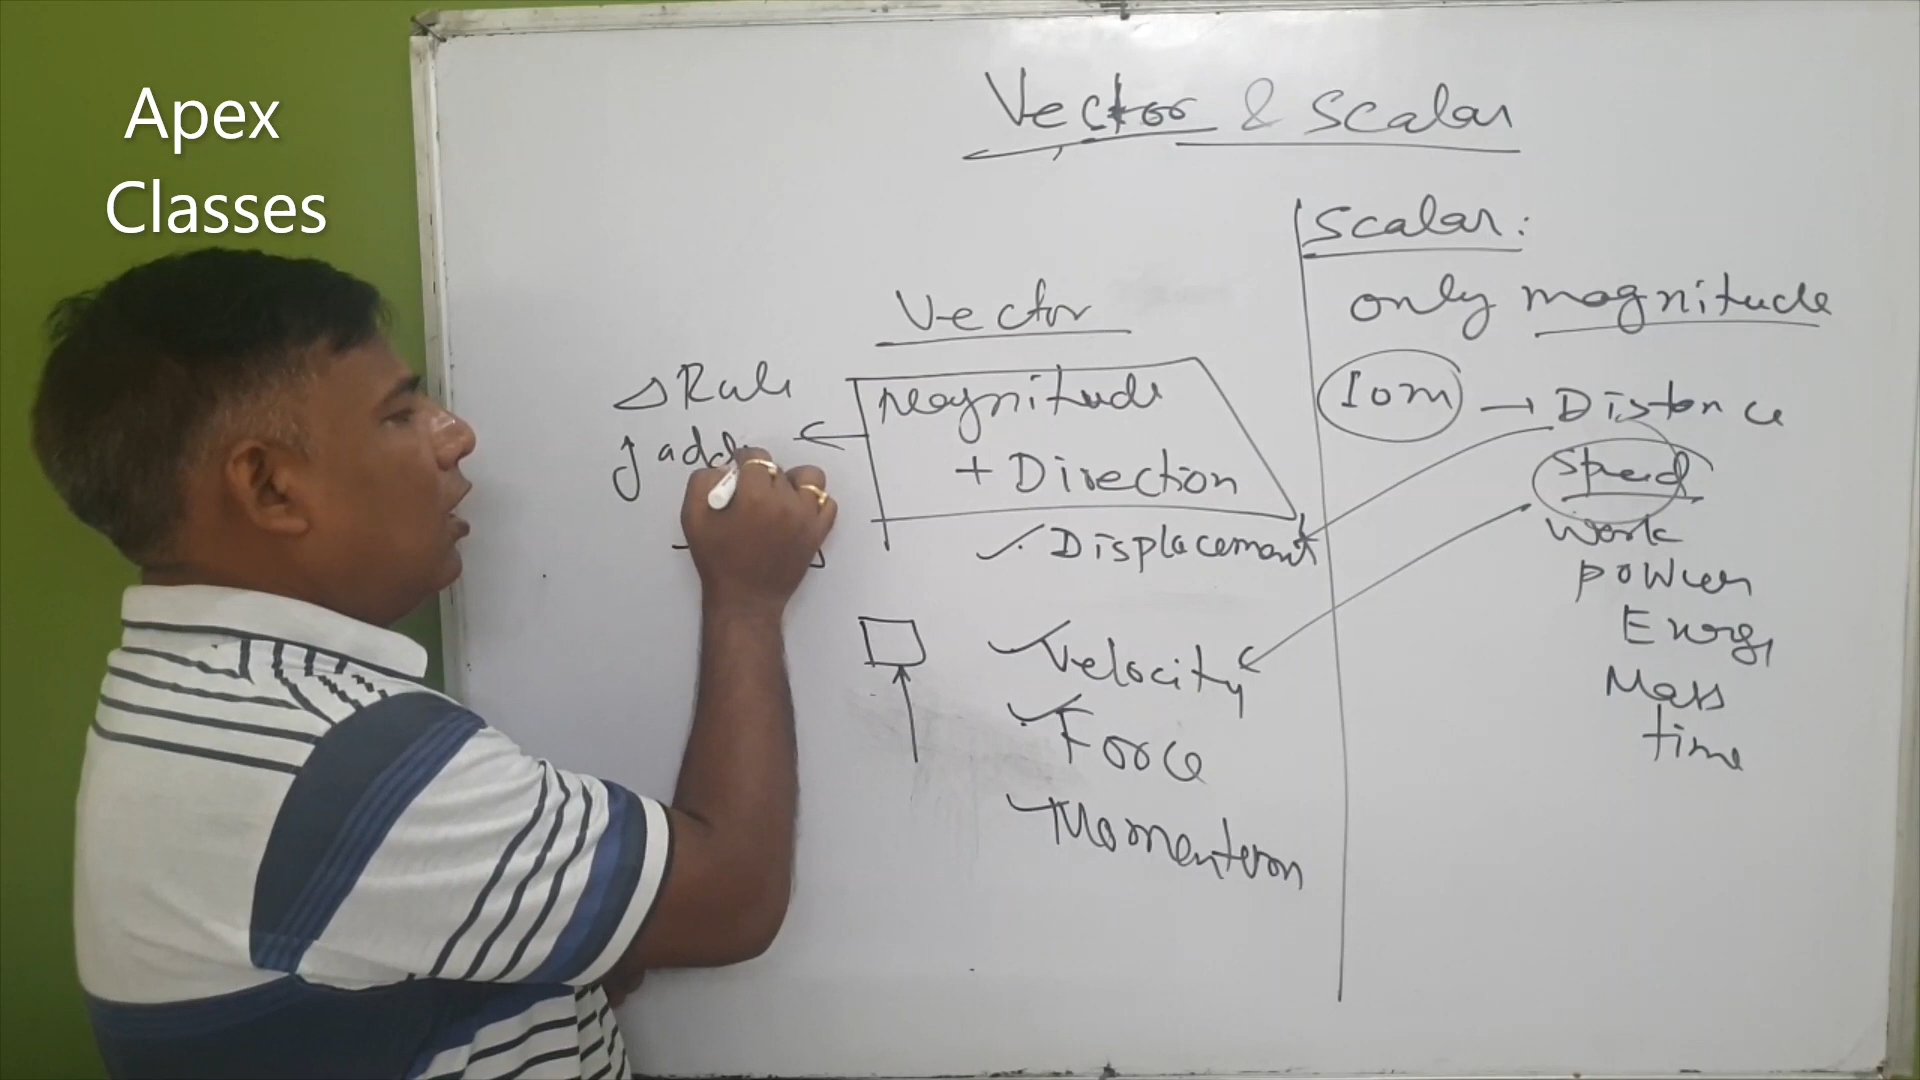 Apex
Classes
Vector & Scalar
Scalar:
only magnitude
10m → Distance
Speed
Work
Power
Energy
Mass
time
Vector
Magnitude
+ Direction
Displacement
Velocity
Force
Momentum
△ Rule